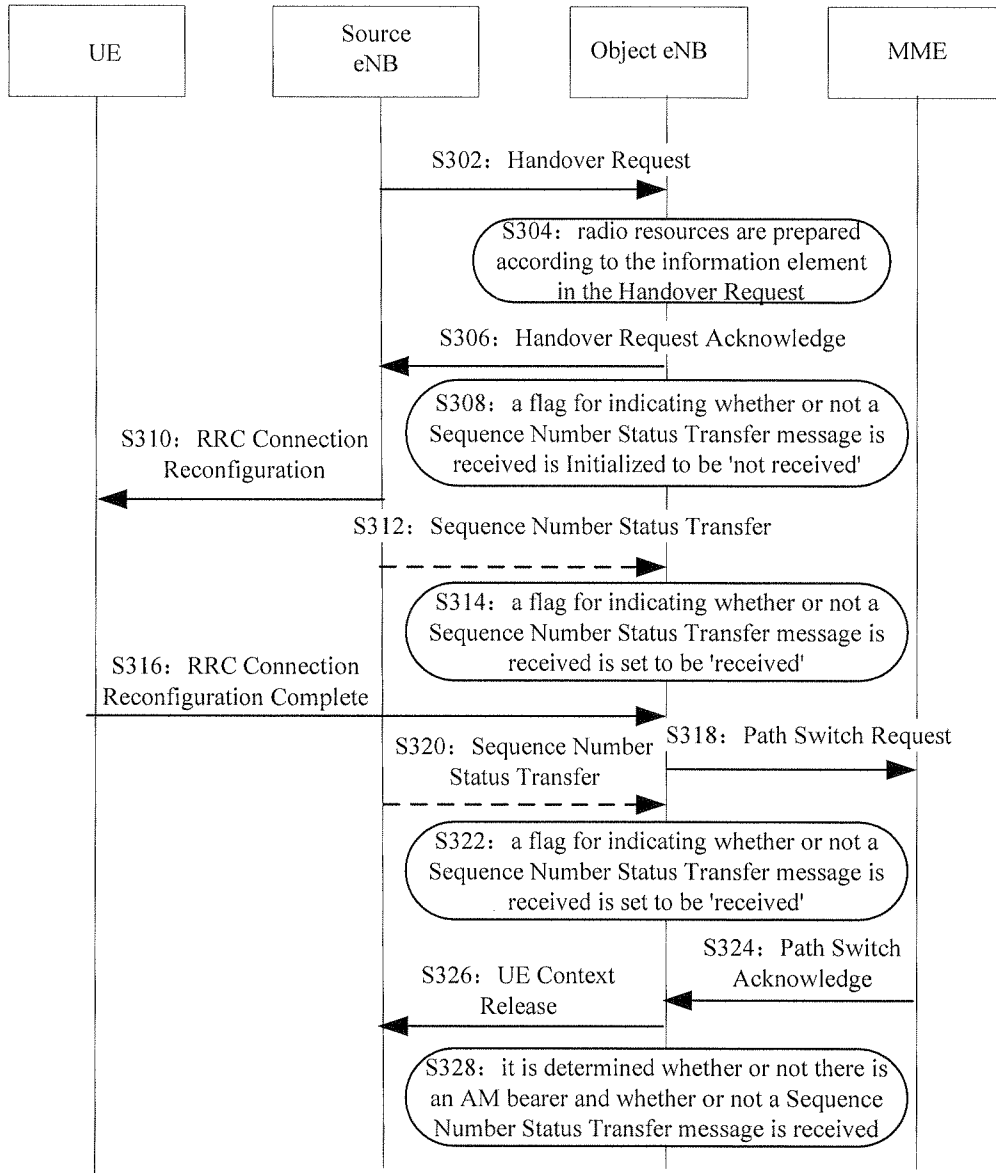 UE
Source
eNB
Object eNB
MME
S302: Handover Request
S304: radio resources are prepared
according to the information element
in the Handover Request
S306: Handover Request Acknowledge
S308: a flag for indicating whether or not a
Sequence Number Status Transfer message is
received is Initialized to be 'not received'
S310: RRC Connection
Reconfiguration
S312: Sequence Number Status Transfer
S314: a flag for indicating whether or not a
Sequence Number Status Transfer message is
received is set to be 'received'
S316: RRC Connection
Reconfiguration Complete
S318: Path Switch Request
S320: Sequence Number
Status Transfer
S322: a flag for indicating whether or not a
Sequence Number Status Transfer message is
received is set to be 'received'
S324: Path Switch
Acknowledge
S326: UE Context
Release
S328: it is determined whether or not there is
an AM bearer and whether or not a Sequence
Number Status Transfer message is received